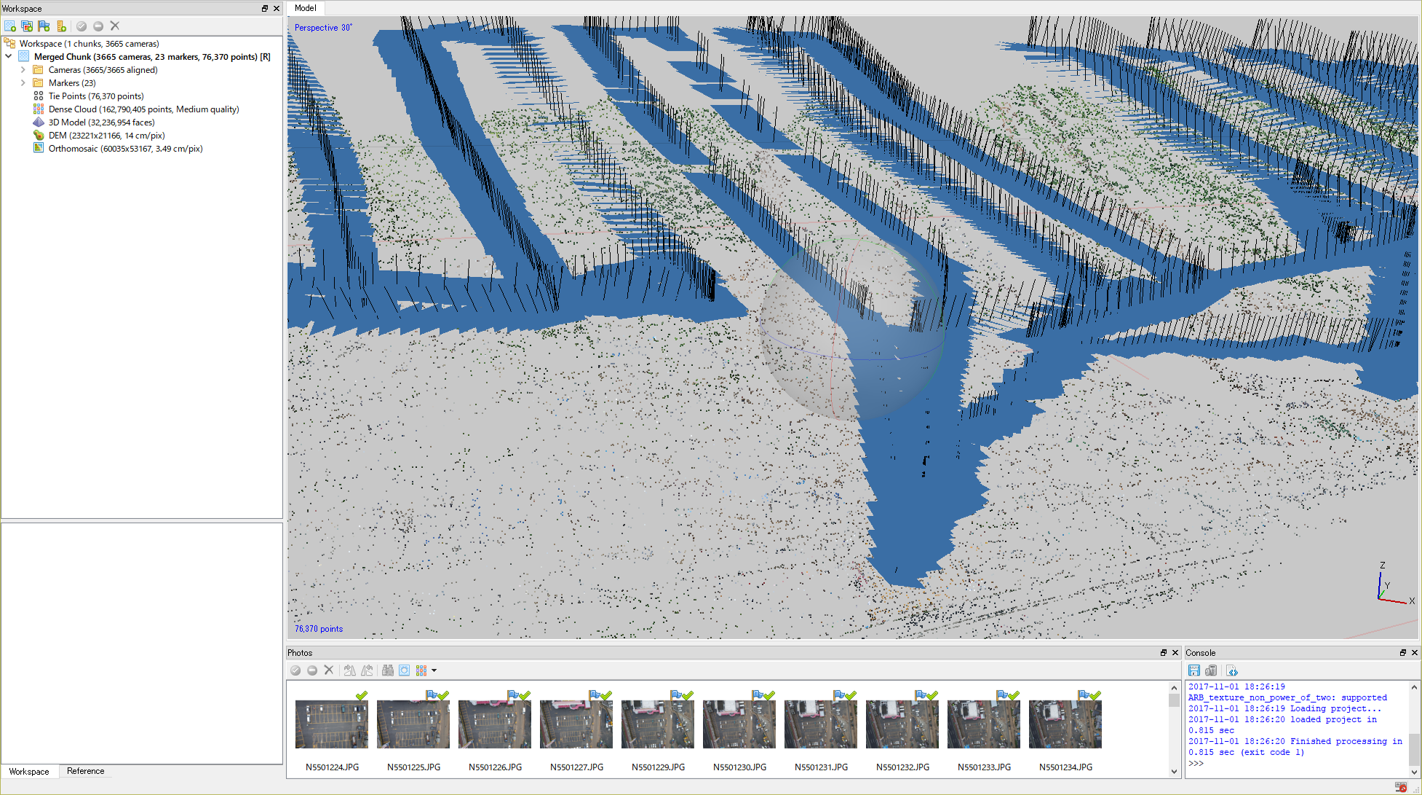 Workspace
Workspace (1 chunks, 3665 cameras)
Merged Chunk (3665 cameras, 23 markers, 76,370 points) [R]
Cameras (3665/3665 aligned)
Markers (23)
Tie Points (76,370 points)
Dense Cloud (162,790,405 points, Medium quality)
3D Model (32,236,954 faces)
DEM (23221x21166, 14 cm/pix)
Orthomosaic (60035x53167, 3.49 cm/pix)
Workspace
Reference
Model
Perspective 30°
Z
Y
X
76,370 points
Photos
N5501224.JPG
N5501225.JPG
N5501226.JPG
N5501227.JPG
N5501229.JPG
N5501230.JPG
N5501231.JPG
N5501232.JPG
N5501233.JPG
N5501234.JPG
Console
2017-11-01 18:26:19
ARB_texture_non_power_of_two: supported
2017-11-01 18:26:19 Loading project...
2017-11-01 18:26:20 loaded project in
0.815 sec
2017-11-01 18:26:20 Finished processing in
0.815 sec (exit code 1)
>>>